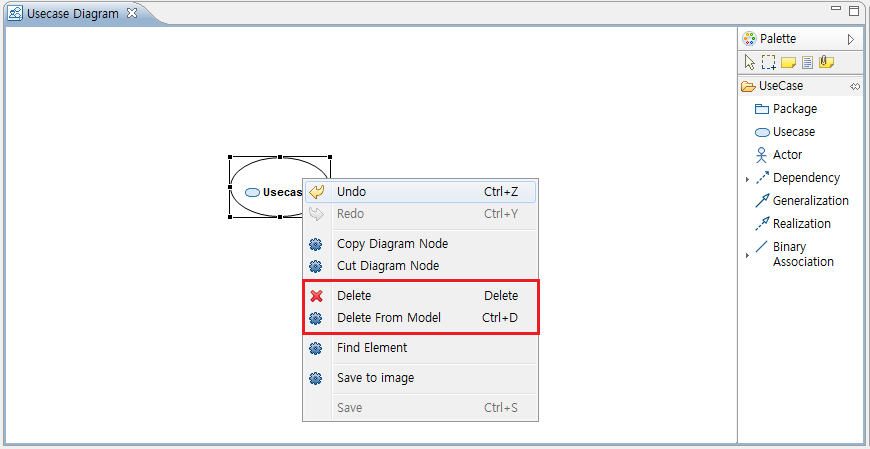 Usecase Diagram
Palette
UseCase
Package
Usecase
Actor
Dependency
Generalization
Realization
Binary
Association
Usecas
Undo Ctrl+Z
Redo Ctrl+Y
Copy Diagram Node
Cut Diagram Node
Delete Delete
Delete From Model Ctrl+D
Find Element
Save to image
Save Ctrl+S